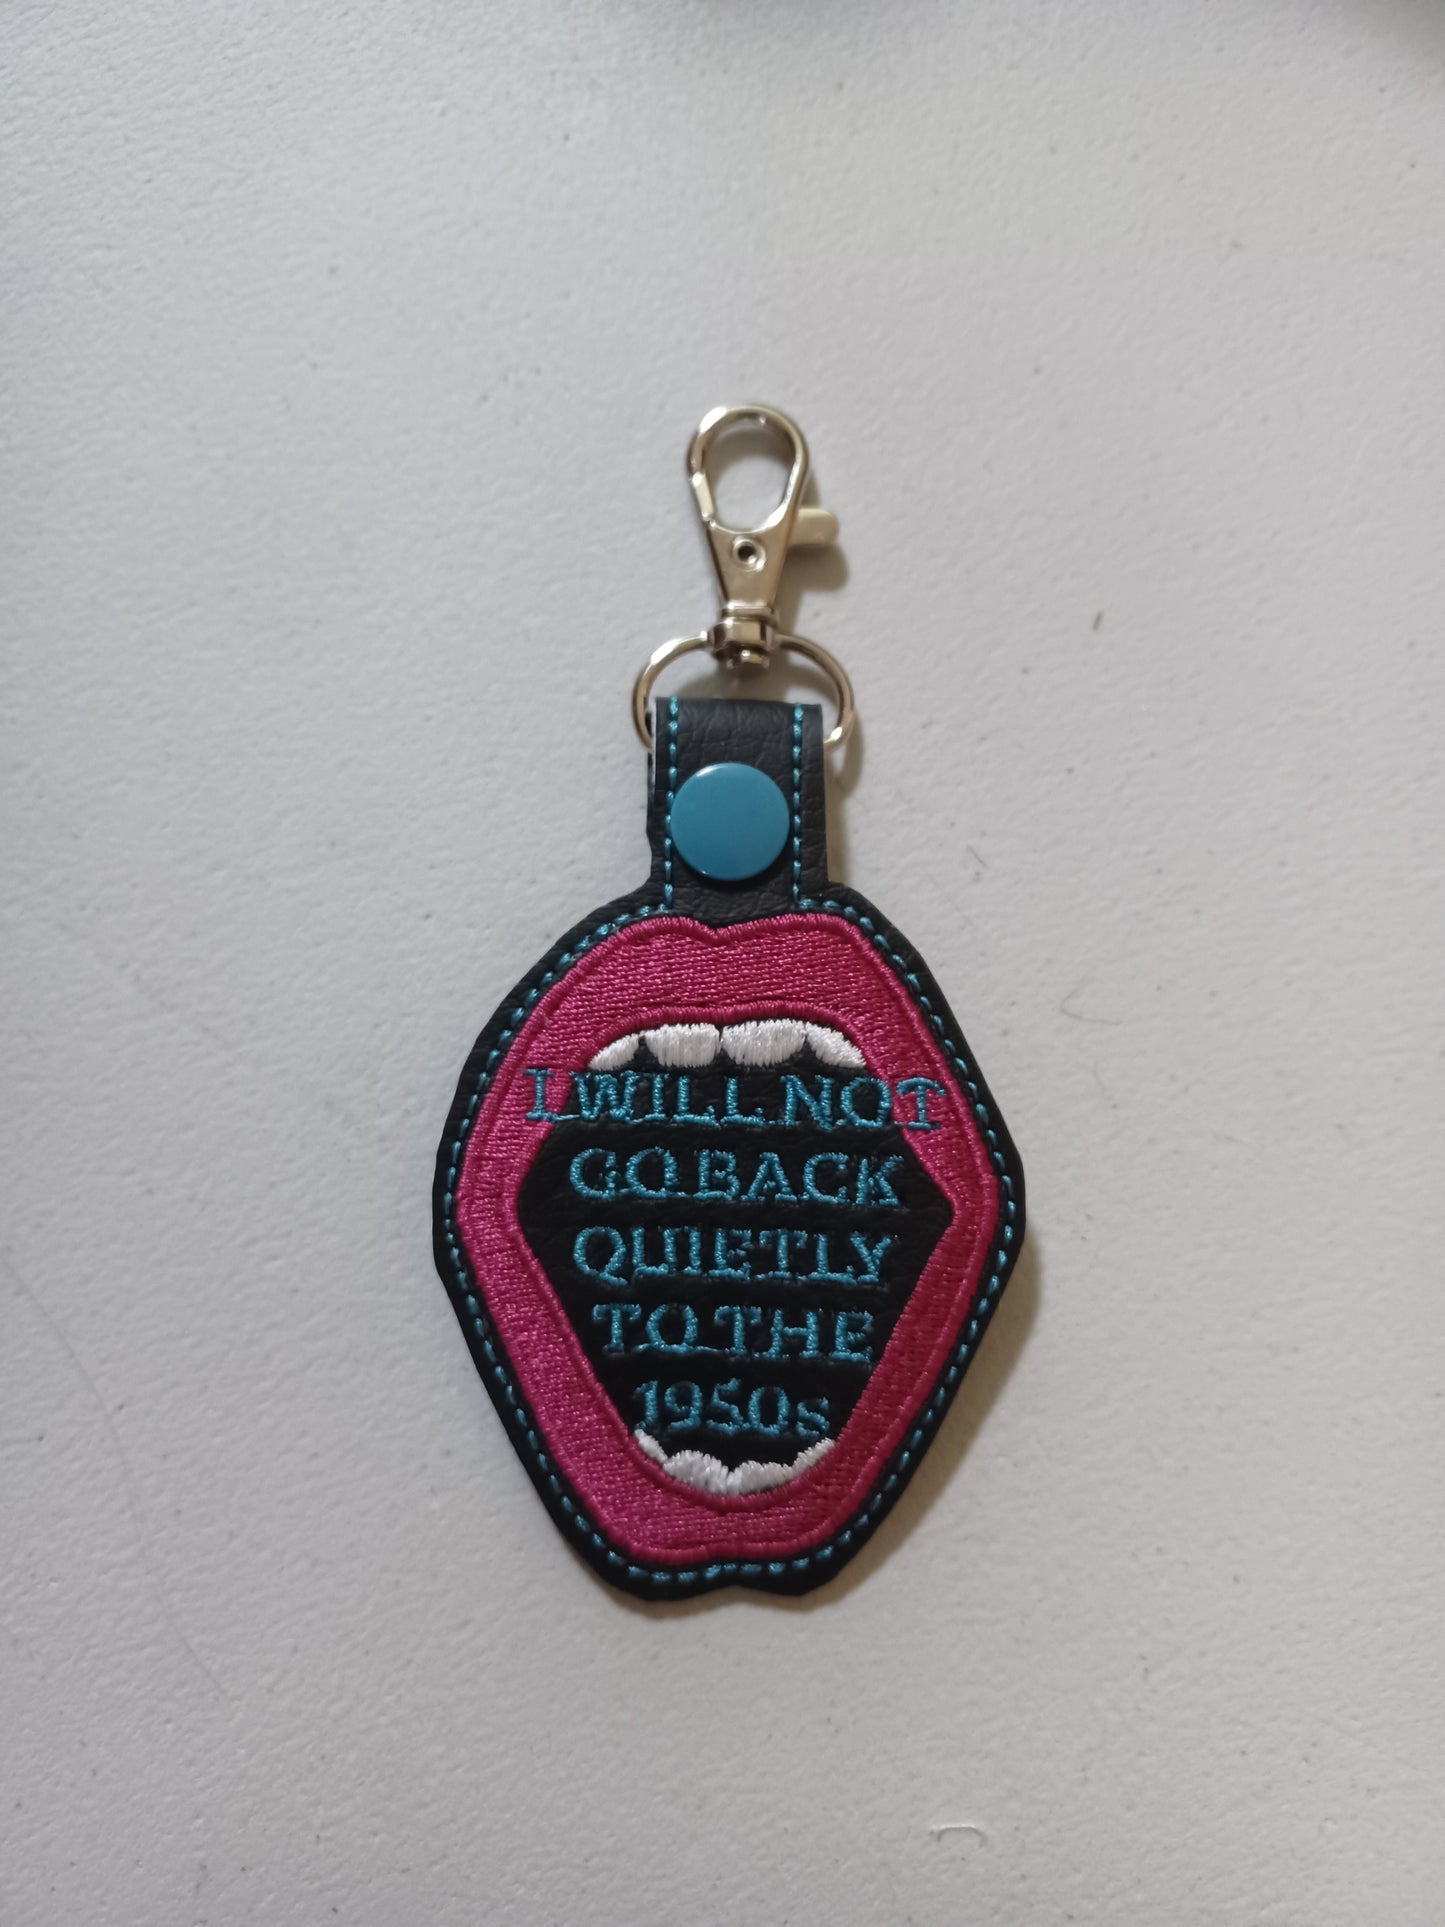 I WILL NOT
GO BACK
QUIETLY
TO THE
1950s